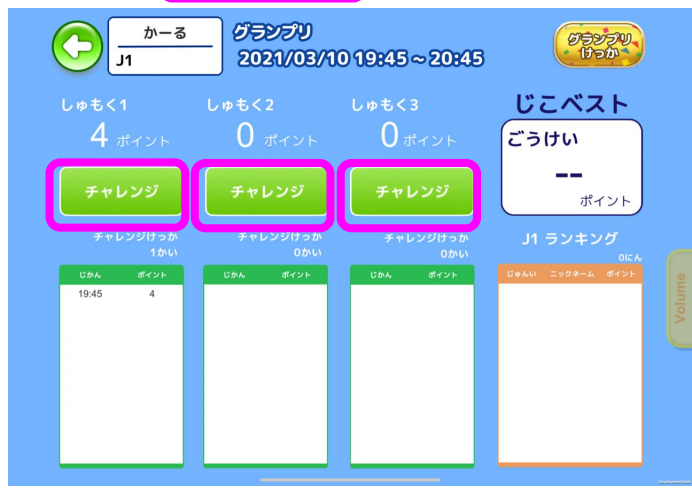 かーる
J1
グランプリ
2021/03/10 19:45 ~ 20:45
グランプリ
けっか
しゅもく1
4 ポイント
チャレンジ
チャレンジけっか
1かい
じかん ポイント
19:45 4
しゅもく2
0 ポイント
チャレンジ
チャレンジけっか
0かい
じかん ポイント
しゅもく3
0 ポイント
チャレンジ
チャレンジけっか
0かい
じかん ポイント
じこベスト
ごうけい
--
ポイント
J1 ランキング
0にん
じゅんい ニックネーム ポイント
Volume
Development Build